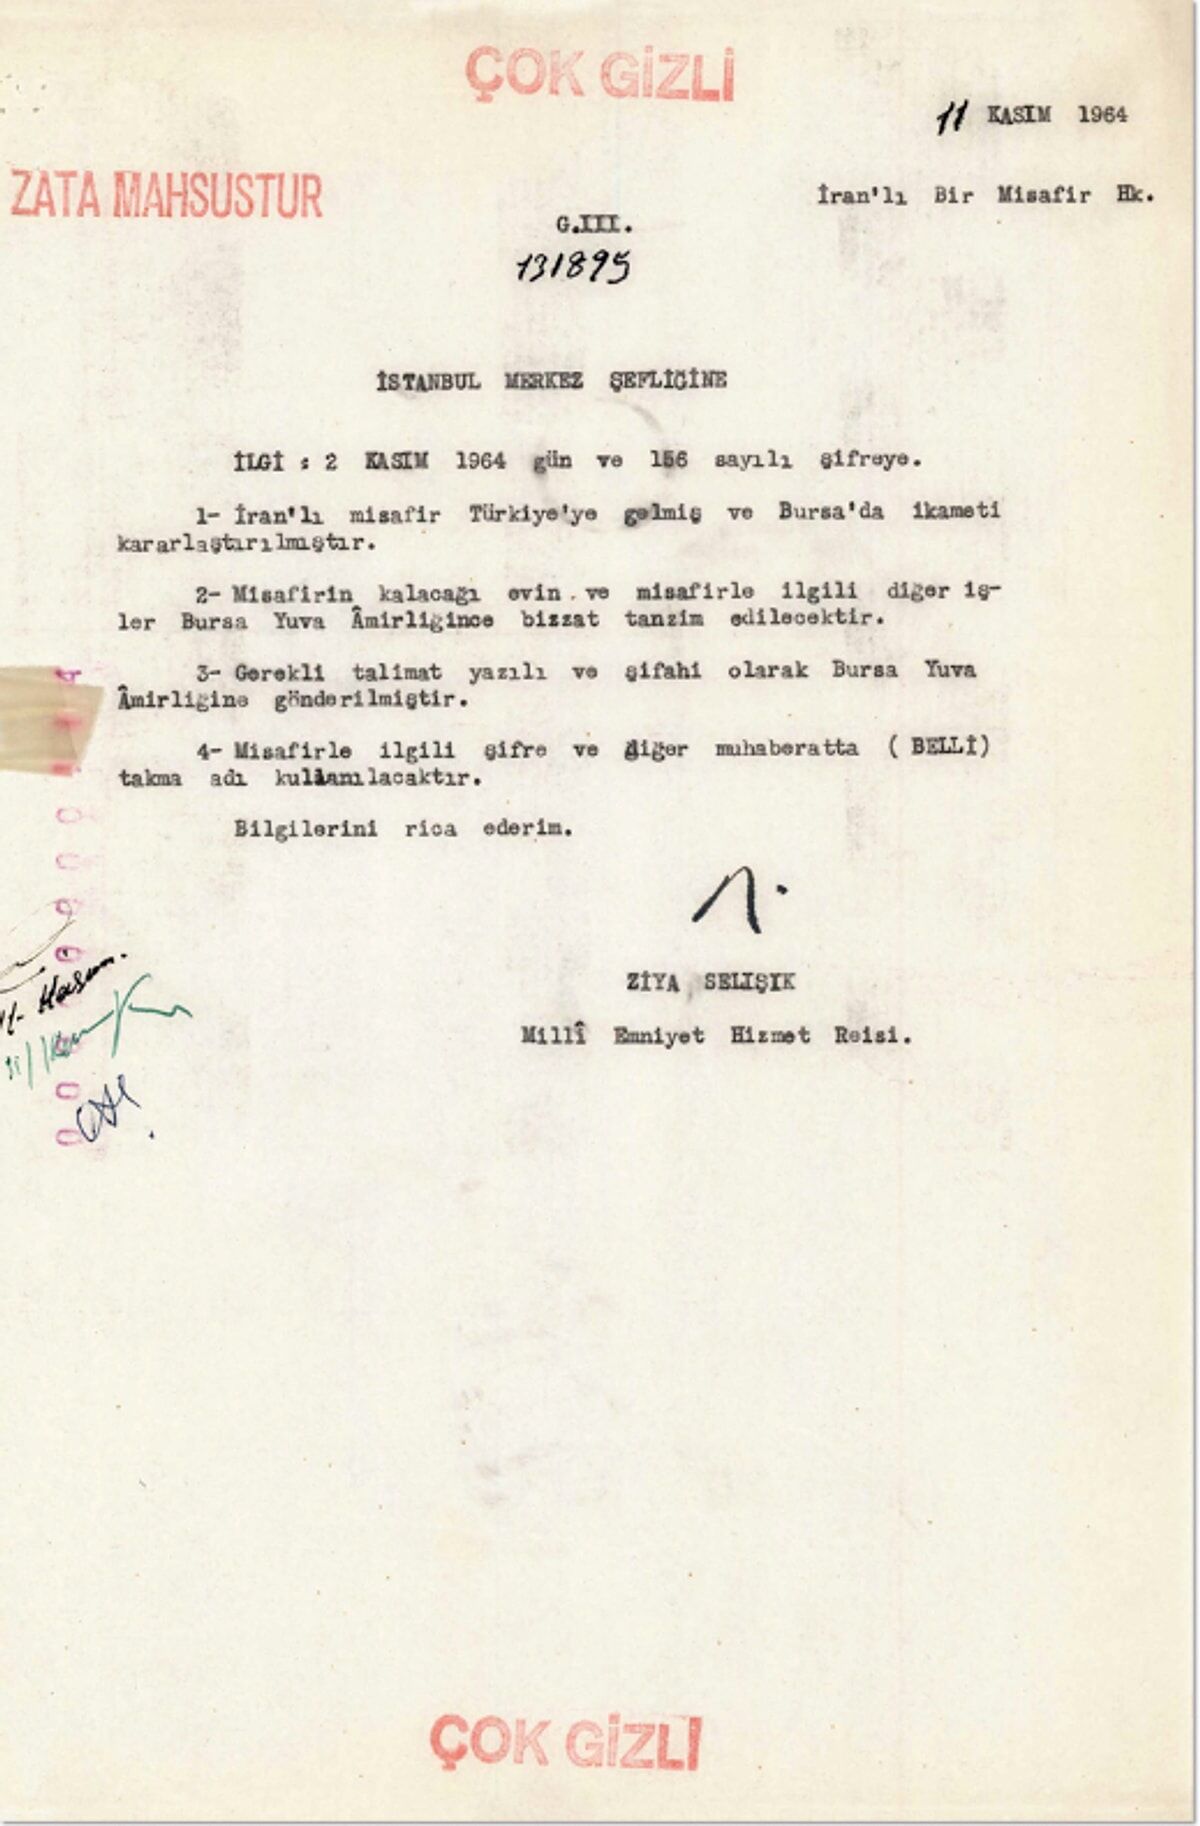 ÇOK GİZLİ
11 KASIM 1964
ZATA MAHSUSTUR
İran'lı Bir Misafir Hk.
G.III.
131895
İSTANBUL MERKEZ ŞEFLİĞİNE
İLGİ : 2 KASIM 1964 gün ve 156 sayılı şifreye.
1- İran'lı misafir Türkiye'ye gelmiş ve Bursa'da ikameti
kararlaştırılmıştır.
2- Misafirin kalacağı evin ve misafirle ilgili diğer iş-
ler Bursa Yuva Âmirliğince bizzat tanzim edilecektir.
3- Gerekli talimat yazılı ve şifahi olarak Bursa Yuva
Âmirliğine gönderilmiştir.
4- Misafirle ilgili şifre ve diğer muhaberatta ( BELLİ)
takma adı kullanılacaktır.
Bilgilerini rica ederim.
ZİYA SELIŞIK
Millî Emniyet Hizmet Reisi.
ÇOK GİZLİ